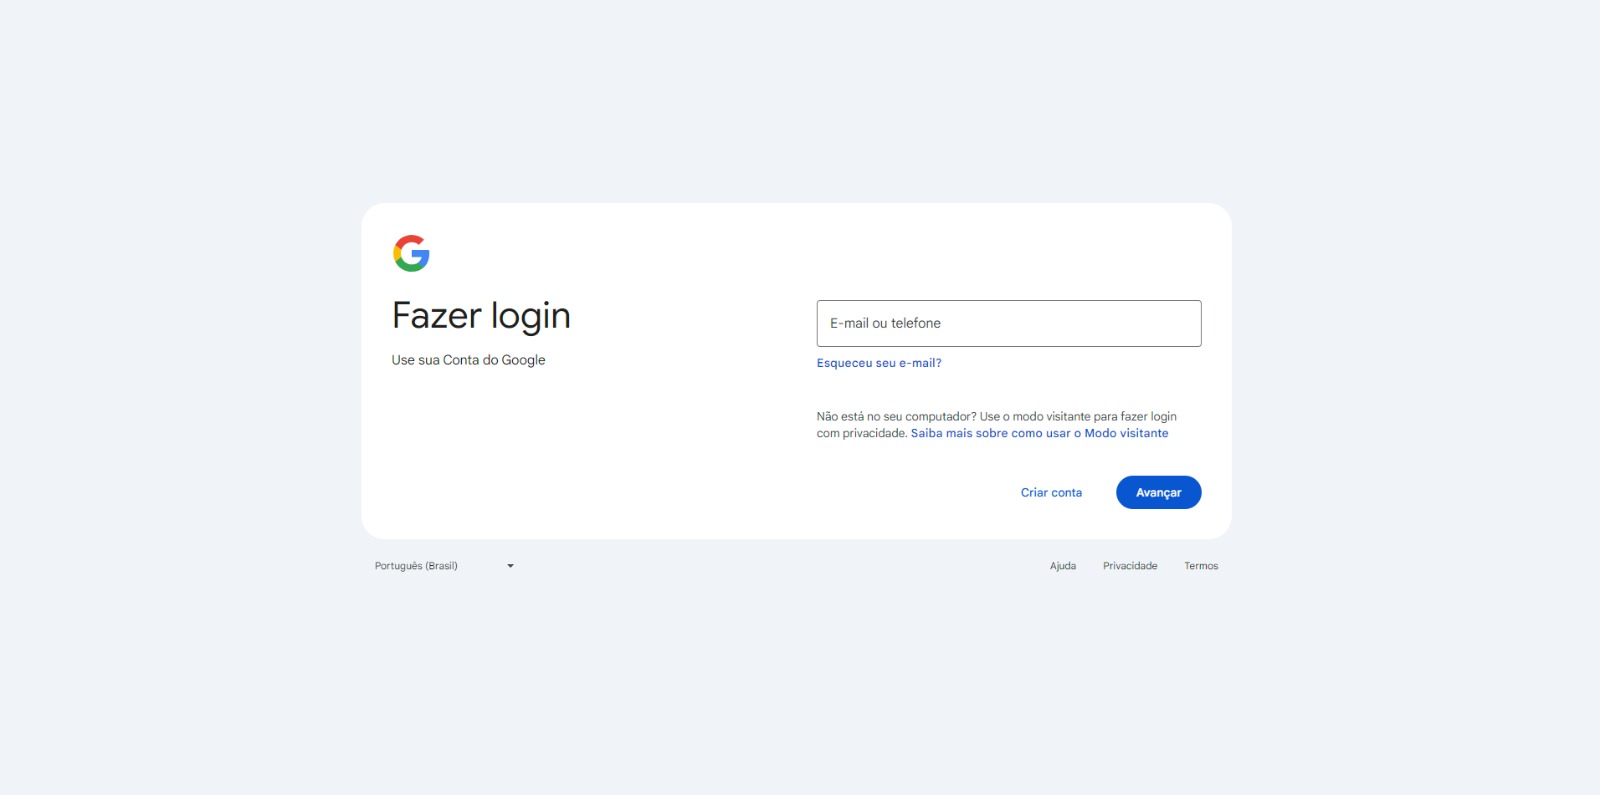 Fazer login
Use sua Conta do Google
E-mail ou telefone
Esqueceu seu e-mail?
Não está no seu computador? Use o modo visitante para fazer login
com privacidade. Saiba mais sobre como usar o Modo visitante
Criar conta
Avançar
Português (Brasil)
Ajuda
Privacidade
Termos